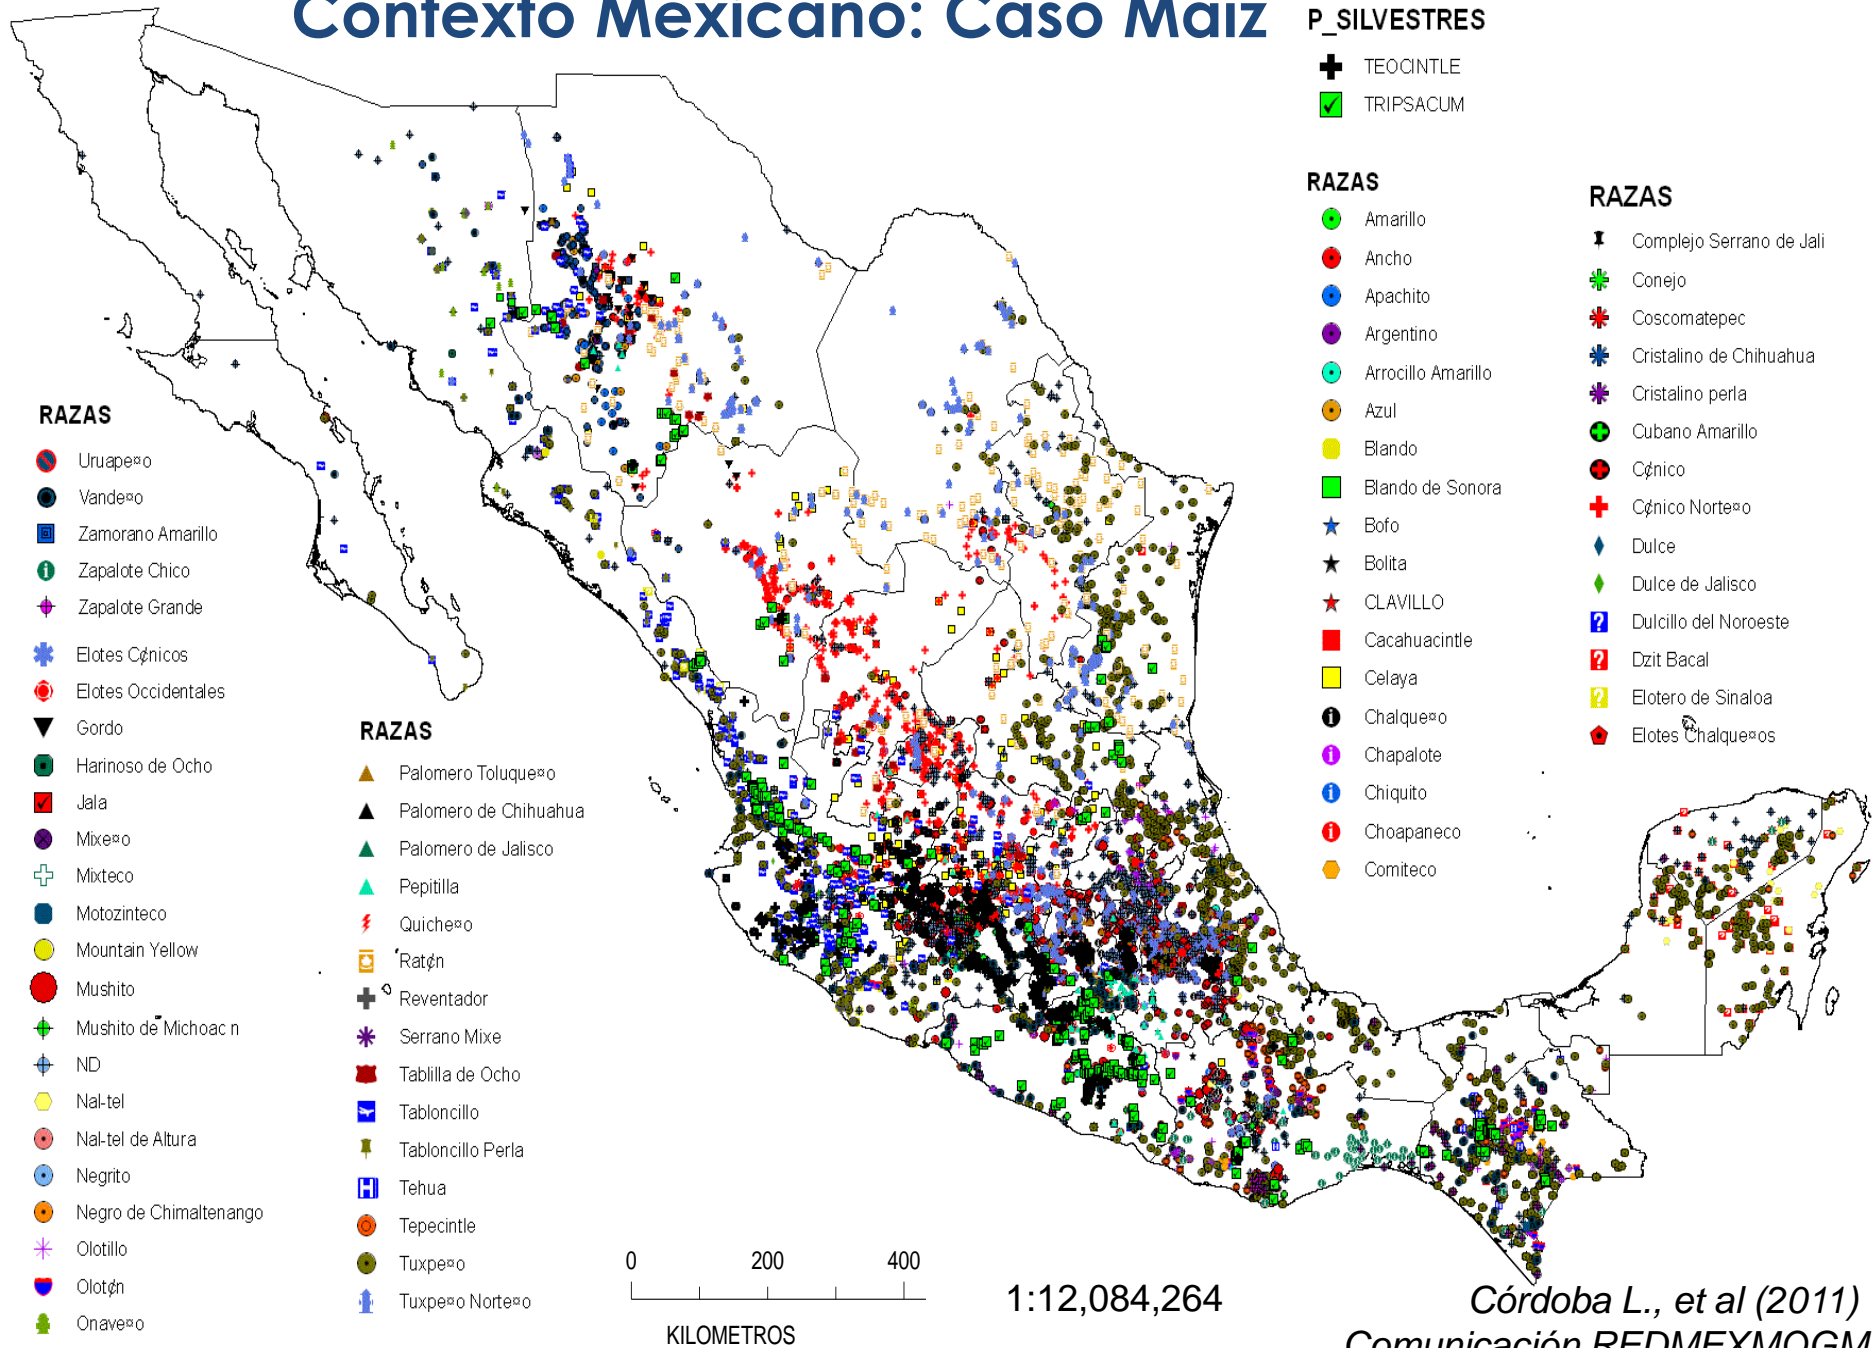 Contexto Mexicano: Caso Maíz
P_SILVESTRES
TEOCINTLE
TRIPSACUM
RAZAS
Amarillo
Ancho
Apachito
Argentino
Arrocillo Amarillo
Azul
Blando
Blando de Sonora
Bofo
Bolita
CLAVILLO
Cacahuacintle
Celaya
Chalque¤o
Chapalote
Chiquito
Choapaneco
Comiteco
RAZAS
Complejo Serrano de Jali
Conejo
Coscomatepec
Cristalino de Chihuahua
Cristalino perla
Cubano Amarillo
C¢nico
C¢nico Norte¤o
Dulce
Dulce de Jalisco
Dulcillo del Noroeste
Dzit Bacal
Elotero de Sinaloa
Elotes Chalque¤os
RAZAS
Uruape¤o
Vande¤o
Zamorano Amarillo
Zapalote Chico
Zapalote Grande
Elotes C¢nicos
Elotes Occidentales
Gordo
Harinoso de Ocho
Jala
Mixe¤o
Mixteco
Motozinteco
Mountain Yellow
Mushito
Mushito de Michoac n
ND
Nal-tel
Nal-tel de Altura
Negrito
Negro de Chimaltenango
Olotillo
Olot¢n
Onave¤o
RAZAS
Palomero Toluque¤o
Palomero de Chihuahua
Palomero de Jalisco
Pepitilla
Quiche¤o
Rat¢n
Reventador
Serrano Mixe
Tablilla de Ocho
Tabloncillo
Tabloncillo Perla
Tehua
Tepecintle
Tuxpe¤o
Tuxpe¤o Norte¤o
0 200 400
KILOMETROS
1:12,084,264
Córdoba L., et al (2011)
Comunicación REDMEXMOGM